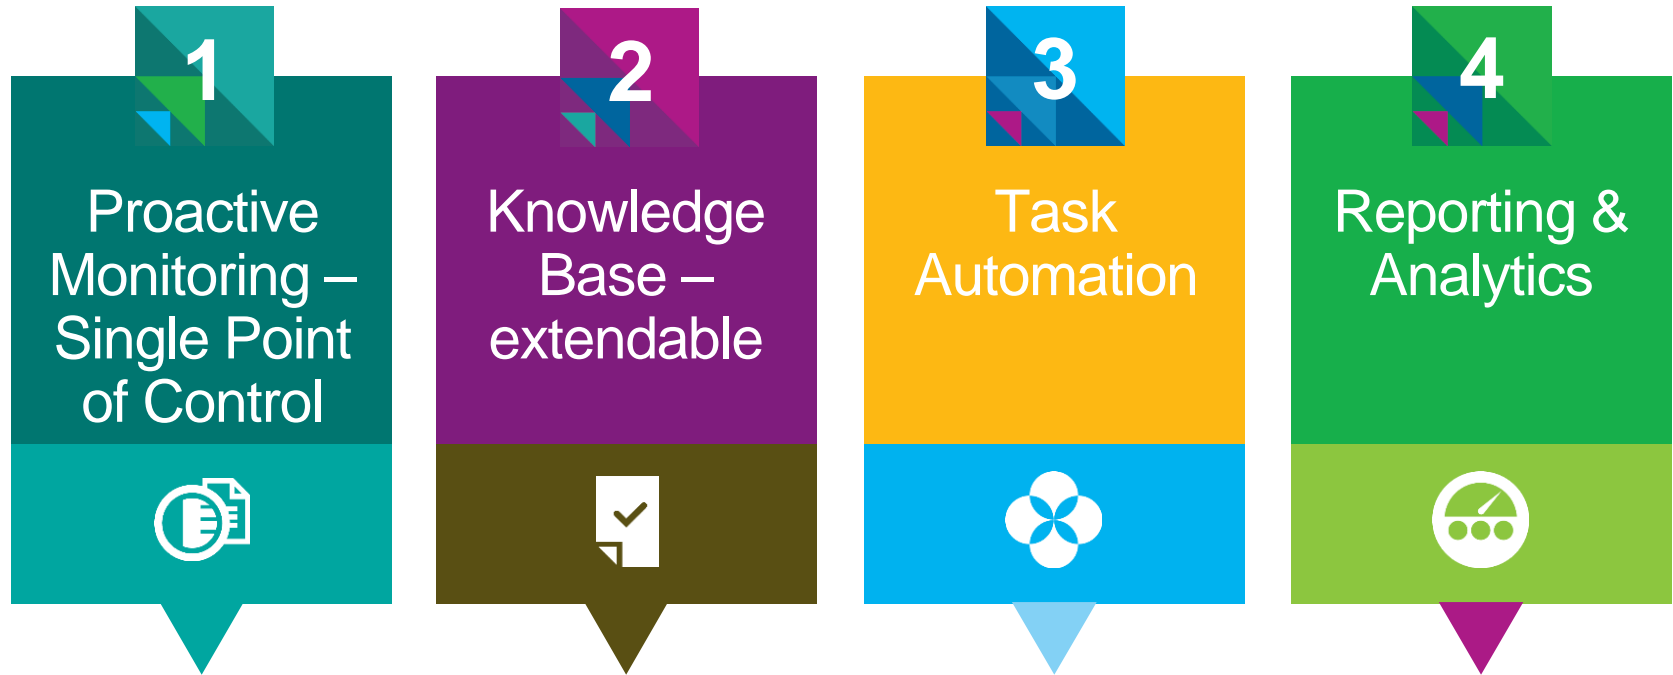 1
Proactive
Monitoring –
Single Point
of Control
2
Knowledge
Base –
extendable
3
Task
Automation
4
Reporting &
Analytics